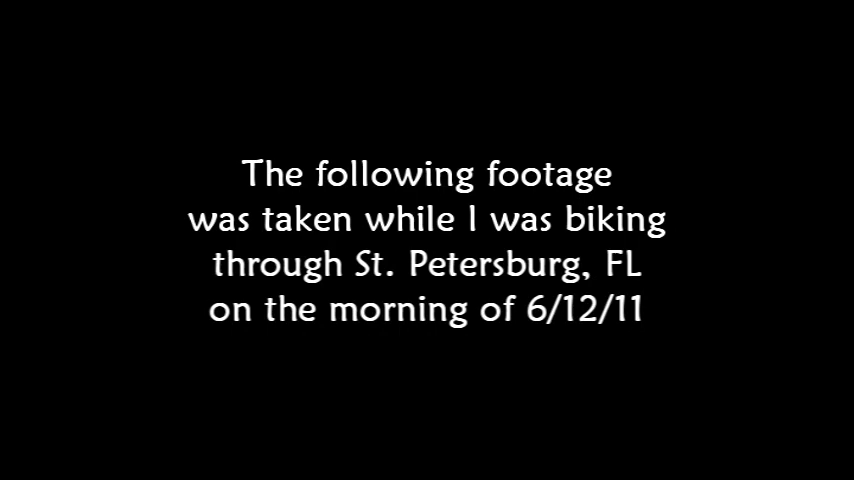 The following footage
was taken while I was biking
through St. Petersburg, FL
on the morning of 6/12/11